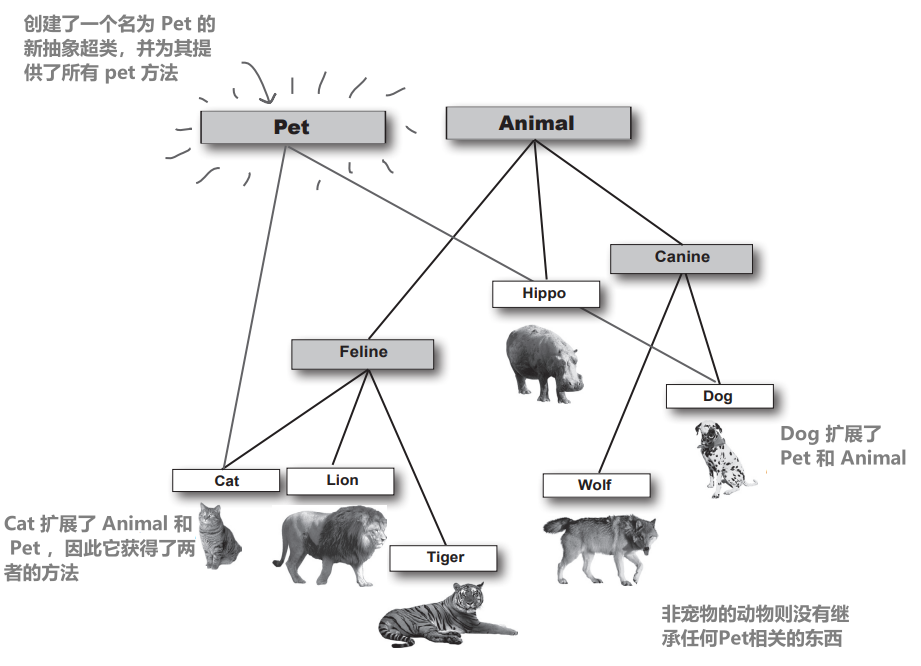 创建了一个名为 Pet 的
新抽象超类，并为其提
供了所有 pet 方法
Pet
Animal
Canine
Hippo
Feline
Dog
Dog 扩展了
Pet 和 Animal
Cat
Lion
Wolf
Cat 扩展了 Animal 和
Pet ，因此它获得了两
者的方法
Tiger
非宠物的动物则没有继
承任何Pet相关的东西